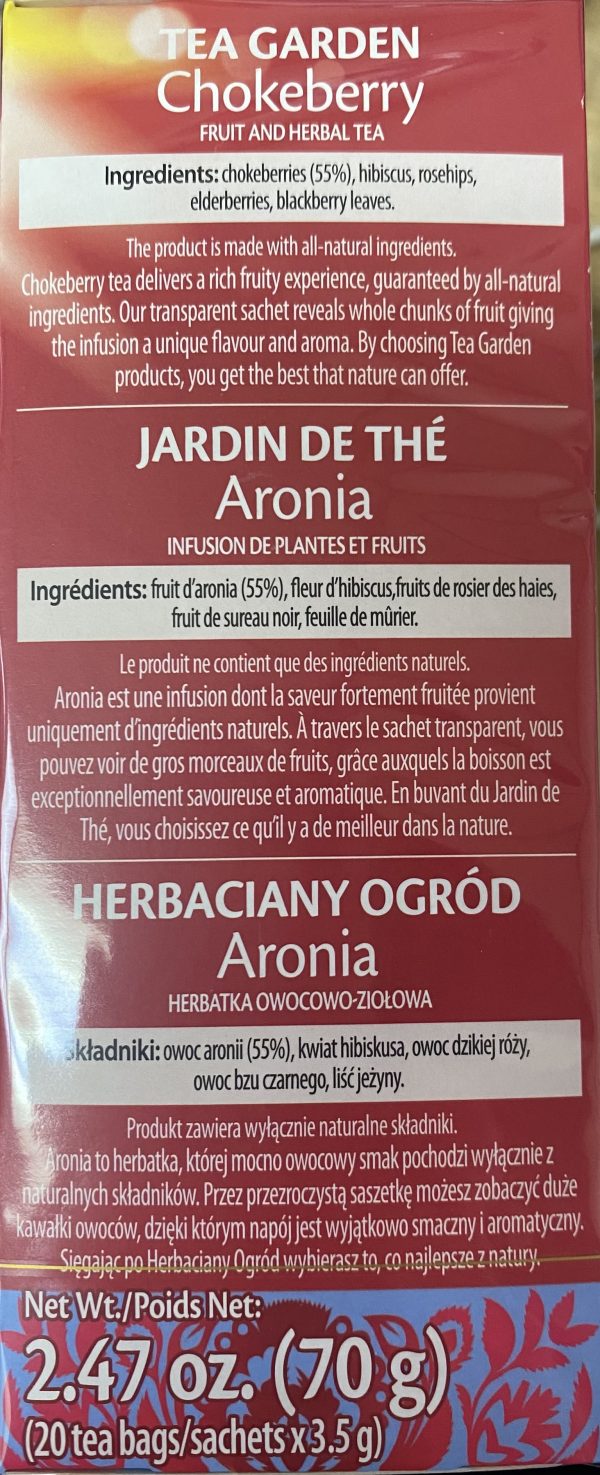 TEA GARDEN
Chokeberry
FRUIT AND HERBAL TEA
Ingredients: chokeberries (55%), hibiscus, rosehips,
elderberries, blackberry leaves.
The product is made with all-natural ingredients.
Chokeberry tea delivers a rich fruity experience, guaranteed by all-natural
ingredients. Our transparent sachet reveals whole chunks of fruit giving
the infusion a unique flavour and aroma. By choosing Tea Garden
products, you get the best that nature can offer.
JARDIN DE THÉ
Aronia
INFUSION DE PLANTES ET FRUITS
Ingrédients: fruit d'aronia (55%), fleur d'hibiscus,fruits de rosier des haies,
fruit de sureau noir, feuille de mûrier.
Le produit ne contient que des ingrédients naturels.
Aronia est une infusion dont la saveur fortement fruitée provient
uniquement d'ingrédients naturels. À travers le sachet transparent, vous
pouvez voir de gros morceaux de fruits, grâce auxquels la boisson est
exceptionnellement savoureuse et aromatique. En buvant du Jardin de
Thé, vous choisissez ce qu'il y a de meilleur dans la nature.
HERBACIANY OGRÓD
Aronia
HERBATKA OWOCOWO-ZIOŁOWA
Składniki: owoc aronii (55%), kwiat hibiskusa, owoc dzikiej róży,
owoc bzu czarnego, liść jeżyny.
Produkt zawiera wyłącznie naturalne składniki.
Aronia to herbatka, której mocno owocowy smak pochodzi wyłącznie z
naturalnych składników. Przez przezroczystą saszetkę możesz zobaczyć duże
kawałki owoców, dzięki którym napój jest wyjątkowo smaczny i aromatyczny.
Sięgając po Herbaciany Ogród wybierasz to, co najlepsze z natury.
Net Wt./Poids Net:
2.47 oz. (70 g)
(20 tea bags/sachets x 3.5 g)